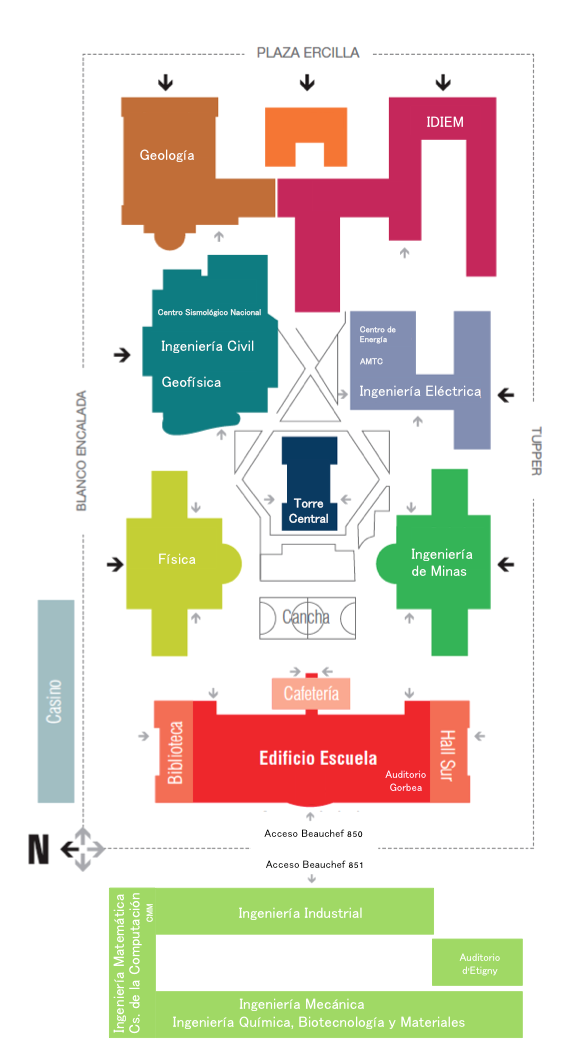 PLAZA ERCILLA
IDIEM
Geología
Centro Sismológico Nacional
Ingeniería Civil
Geofísica
Centro de
Energía
AMTC
Ingeniería Eléctrica
BLANCO ENCALADA
TUPPER
Torre
Central
Física
Ingeniería
de Minas
Cancha
Casino
Cafetería
Biblioteca
Edificio Escuela
Hall Sur
Auditorio
Gorbea
Acceso Beauchef 850
N
Acceso Beauchef 851
Ingeniería Matemática
Cs. de la Computación
CMM
Ingeniería Industrial
Auditorio
d'Etigny
Ingeniería Mecánica
Ingeniería Química, Biotecnología y Materiales